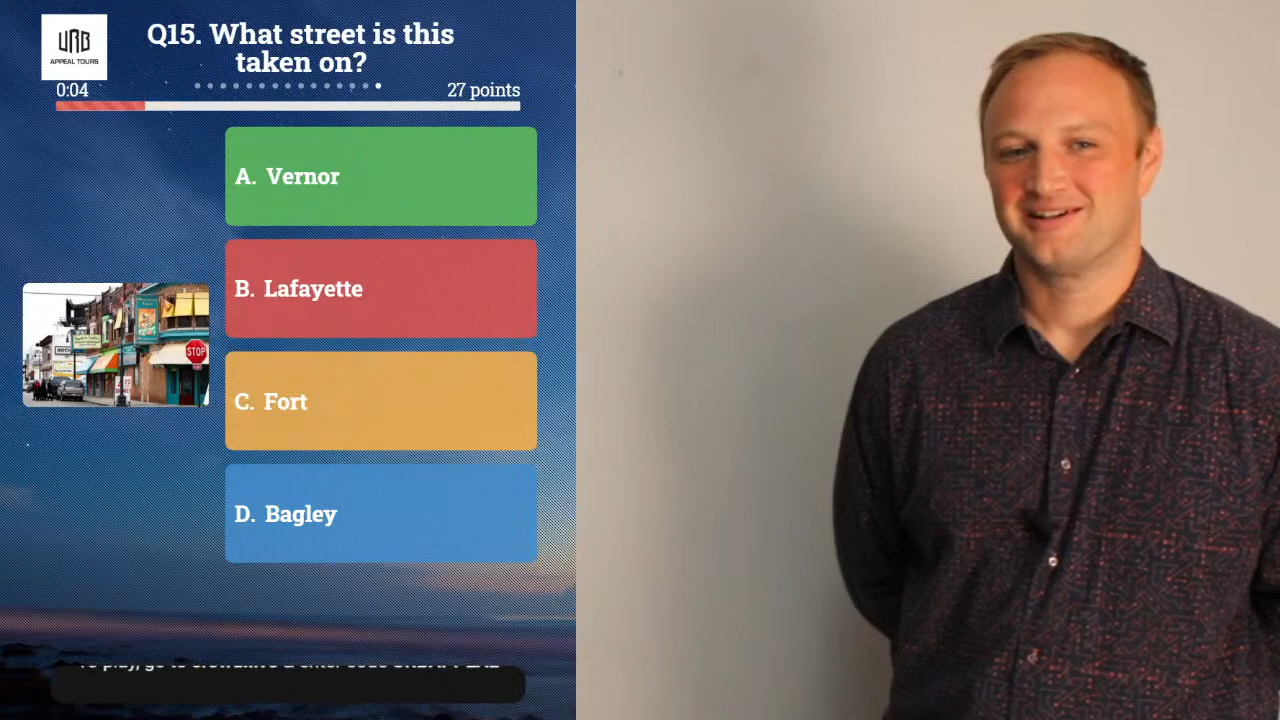 URB
APPEAL TOURS
Q15. What street is this
taken on?
0:04
27 points
A. Vernor
B. Lafayette
C. Fort
D. Bagley
STOP